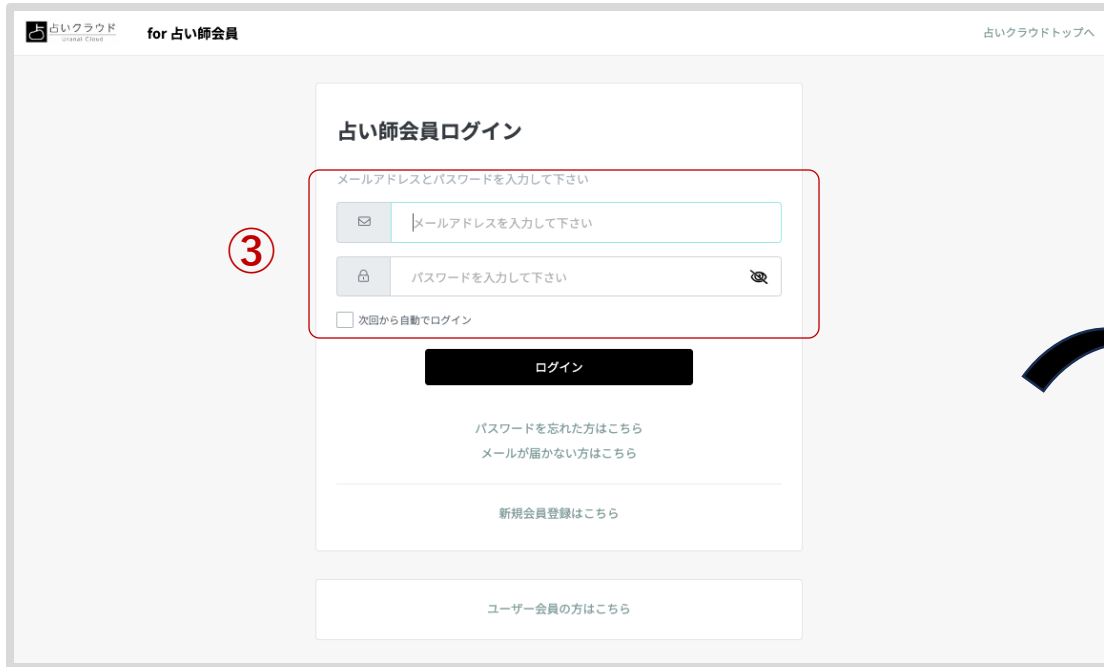 占いクラウド
Uranai Cloud
for 占い師会員
占いクラウドトップへ
占い師会員ログイン
メールアドレスとパスワードを入力して下さい
メールアドレスを入力して下さい
③
パスワードを入力して下さい
次回から自動でログイン
ログイン
パスワードを忘れた方はこちら
メールが届かない方はこちら
新規会員登録はこちら
ユーザー会員の方はこちら